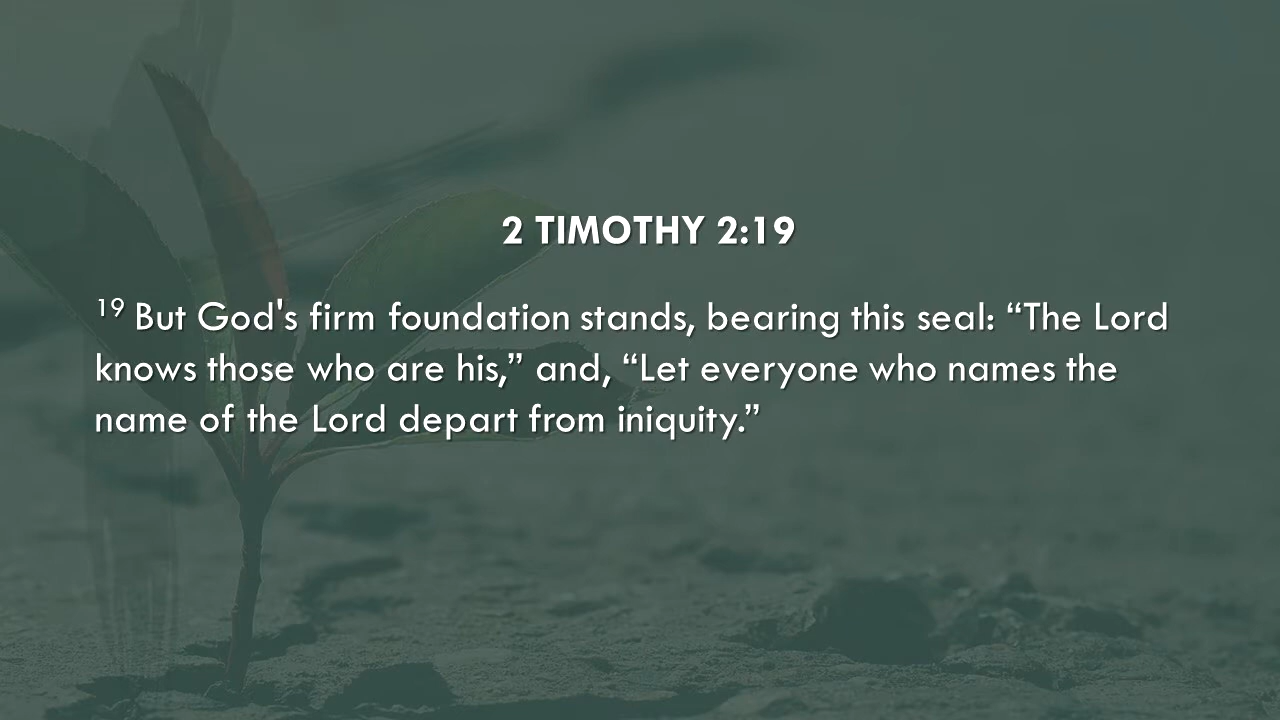 2 TIMOTHY 2:19
¹⁹ But God's firm foundation stands, bearing this seal: “The Lord
knows those who are his,” and, “Let everyone who names the
name of the Lord depart from iniquity.”